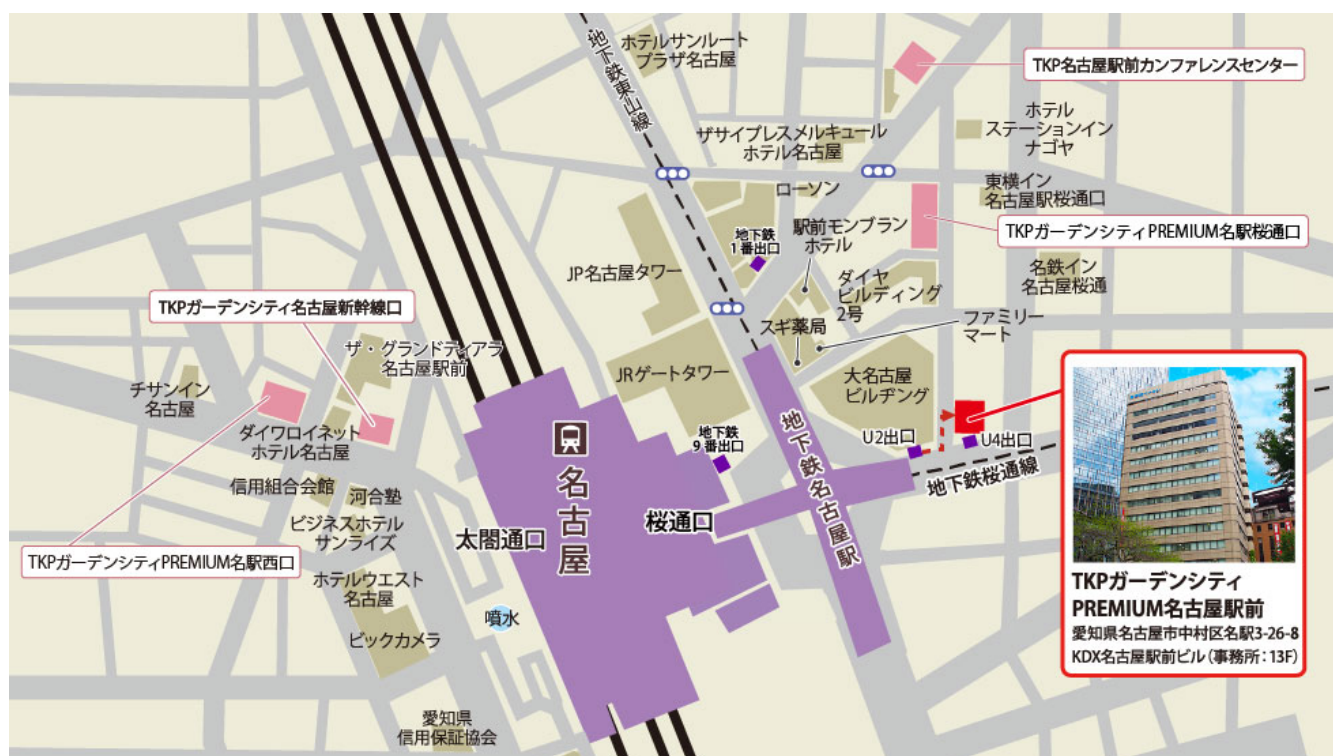 ホテルサンルート
プラザ名古屋
地下鉄東山線
TKP名古屋駅前カンファレンスセンター
ホテル
ステーションイン
ナゴヤ
ザサイプレスメルキュール
ホテル名古屋
ローソン
東横イン
名古屋駅桜通口
TKPガーデンシティPREMIUM名駅桜通口
地下鉄
1番出口
駅前モンブラン
ホテル
JP名古屋タワー
ダイヤ
ビルディング
2号
名鉄イン
名古屋桜通
TKPガーデンシティ名古屋新幹線口
スギ薬局
ファミリー
マート
ザ・グランドティアラ
名古屋駅前
JRゲートタワー
大名古屋
ビルヂング
チサンイン
名古屋
ダイワロイネット
ホテル名古屋
地下鉄
9番出口
U2出口
U4出口
地下鉄桜通線
地下鉄名古屋駅
名古屋
桜通口
太閤通口
信用組合会館
河合塾
ビジネスホテル
サンライズ
TKPガーデンシティPREMIUM名駅西口
ホテルウエスト
名古屋
噴水
ビックカメラ
愛知県
信用保証協会
TKPガーデンシティ
PREMIUM名古屋駅前
愛知県名古屋市中村区名駅3-26-8
KDX名古屋駅前ビル(事務所:13F)